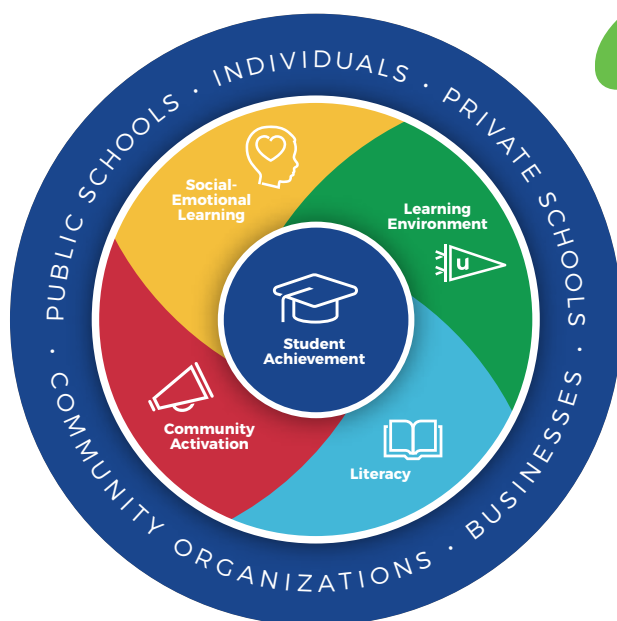 PUBLIC SCHOOLS · INDIVIDUALS · PRIVATE SCHOOLS · BUSINESSES · COMMUNITY ORGANIZATIONS ·
Social-
Emotional
Learning
Learning
Environment
u
Student
Achievement
Community
Activation
Literacy